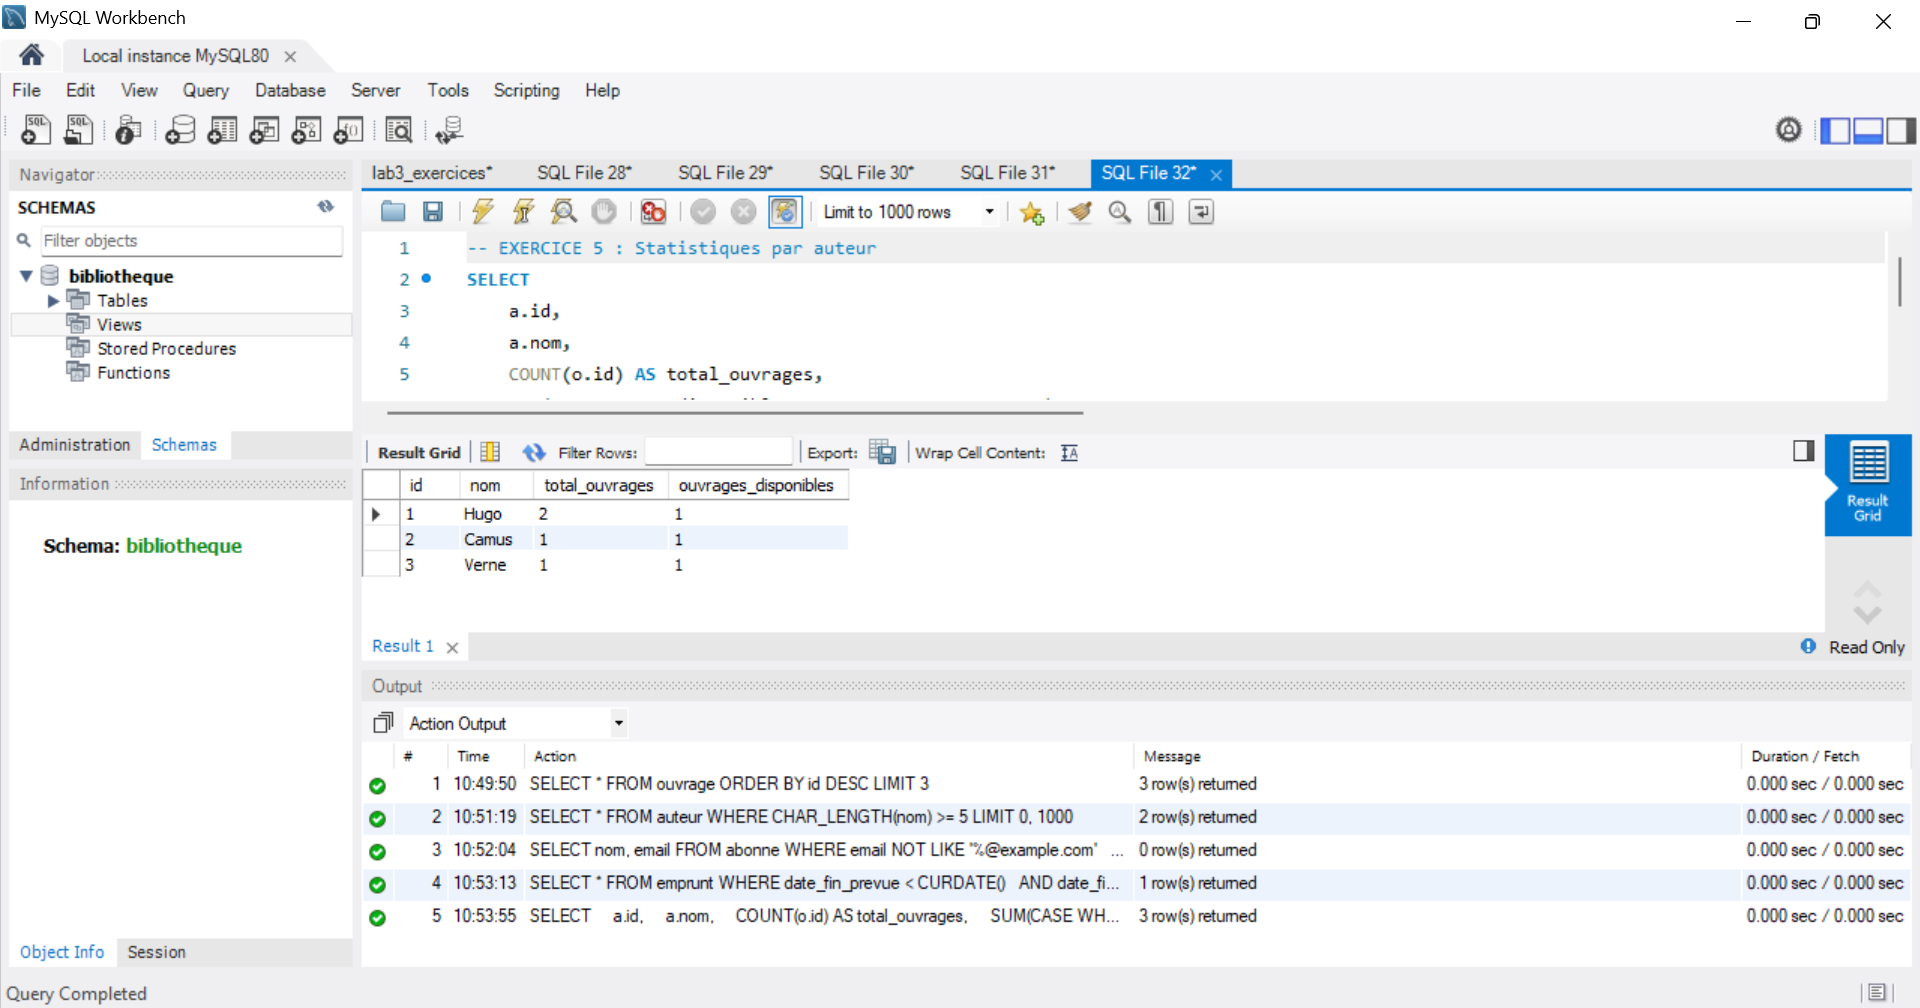 MySQL Workbench
Local instance MySQL80
File Edit View Query Database Server Tools Scripting Help
Navigator
SCHEMAS
Filter objects
bibliotheque
Tables
Views
Stored Procedures
Functions
Administration Schemas
Information
Schema: bibliotheque
Object Info Session
lab3_exercices* SQL File 28* SQL File 29* SQL File 30* SQL File 31* SQL File 32*
Limit to 1000 rows
1 -- EXERCICE 5 : Statistiques par auteur
2 SELECT
3 a.id,
4 a.nom,
5 COUNT(o.id) AS total_ouvrages,
Result Grid Filter Rows: Export: Wrap Cell Content:
id nom total_ouvrages ouvrages_disponibles
1 Hugo 2 1
2 Camus 1 1
3 Verne 1 1
Result Grid
Result 1
Read Only
Output
Action Output
# Time Action Message Duration / Fetch
1 10:49:50 SELECT * FROM ouvrage ORDER BY id DESC LIMIT 3 3 row(s) returned 0.000 sec / 0.000 sec
2 10:51:19 SELECT * FROM auteur WHERE CHAR_LENGTH(nom) >= 5 LIMIT 0, 1000 2 row(s) returned 0.000 sec / 0.000 sec
3 10:52:04 SELECT nom, email FROM abonne WHERE email NOT LIKE '%@example.com' ... 0 row(s) returned 0.000 sec / 0.000 sec
4 10:53:13 SELECT * FROM emprunt WHERE date_fin_prevue < CURDATE() AND date_fi... 1 row(s) returned 0.000 sec / 0.000 sec
5 10:53:55 SELECT a.id, a.nom, COUNT(o.id) AS total_ouvrages, SUM(CASE WH... 3 row(s) returned 0.000 sec / 0.000 sec
Query Completed